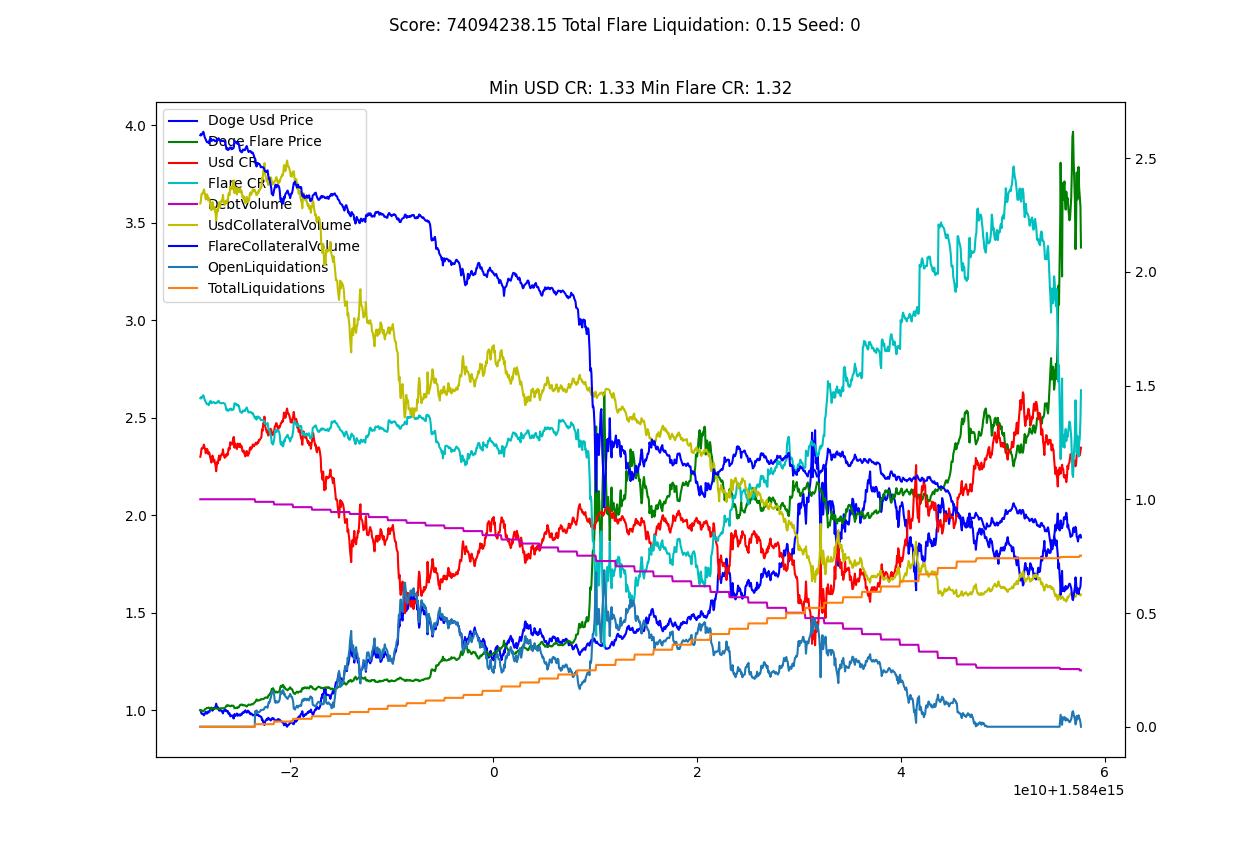 Score: 74094238.15 Total Flare Liquidation: 0.15 Seed: 0
Min USD CR: 1.33 Min Flare CR: 1.32
Doge Usd Price
Doge Flare Price
Usd CR
Flare CR
DebtVolume
UsdCollateralVolume
FlareCollateralVolume
OpenLiquidations
TotalLiquidations
4.0
3.5
3.0
2.5
2.0
1.5
1.0
2.5
2.0
1.5
1.0
0.5
0.0
−2
0
2
4
6
1e10+1.584e15